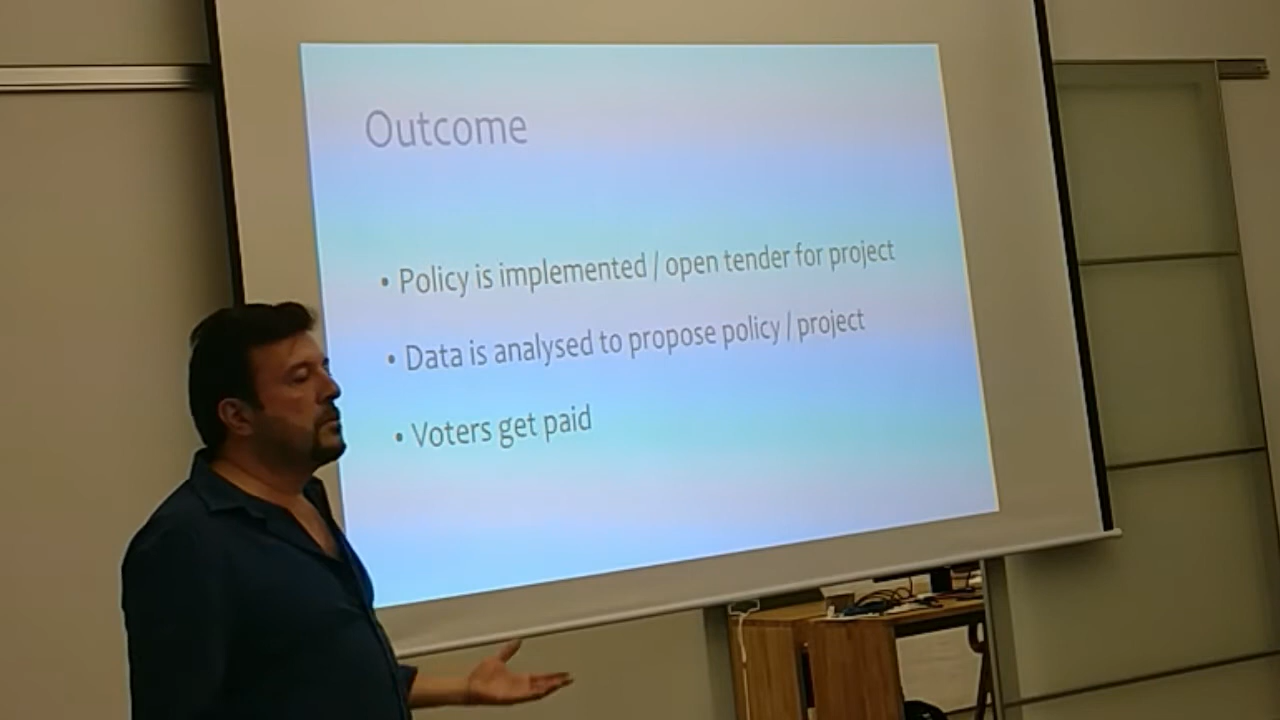 Outcome
• Policy is implemented / open tender for project
• Data is analysed to propose policy / project
• Voters get paid